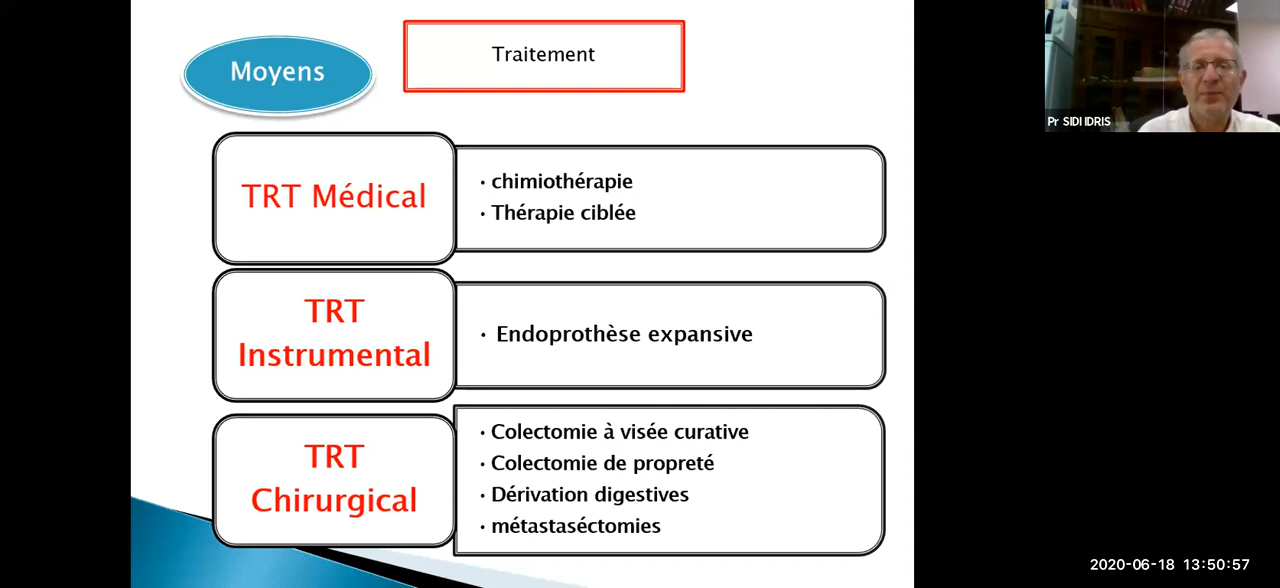 Moyens
Traitement
TRT Médical
• chimiothérapie
• Thérapie ciblée
TRT
Instrumental
• Endoprothèse expansive
TRT
Chirurgical
• Colectomie à visée curative
• Colectomie de propreté
• Dérivation digestives
• métastaséctomies
Pr SIDI IDRIS
2020-06-18 13:50:57